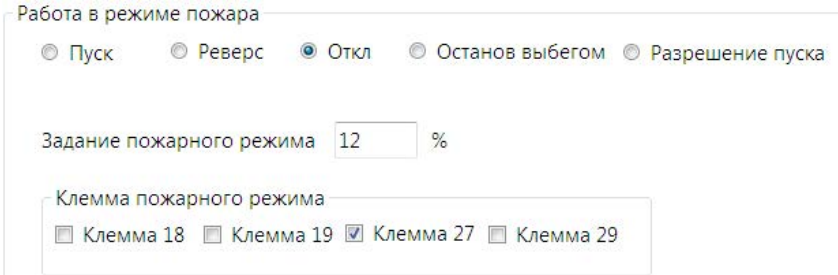 Работа в режиме пожара
Пуск Реверс Откл Останов выбегом Разрешение пуска
Задание пожарного режима 12 %
Клемма пожарного режима
Клемма 18 Клемма 19 Клемма 27 Клемма 29